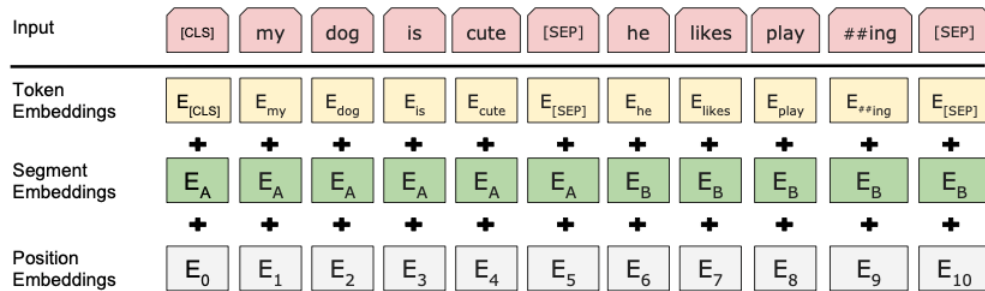 Input [CLS] my dog is cute [SEP] he likes play ##ing [SEP]
Token
Embeddings
E[CLS] Emy Edog Eis Ecute E[SEP] Ehe Elikes Eplay E##ing E[SEP]
+ + + + + + + + + + +
Segment
Embeddings
EA EA EA EA EA EA EB EB EB EB EB
+ + + + + + + + + + +
Position
Embeddings
E0 E1 E2 E3 E4 E5 E6 E7 E8 E9 E10